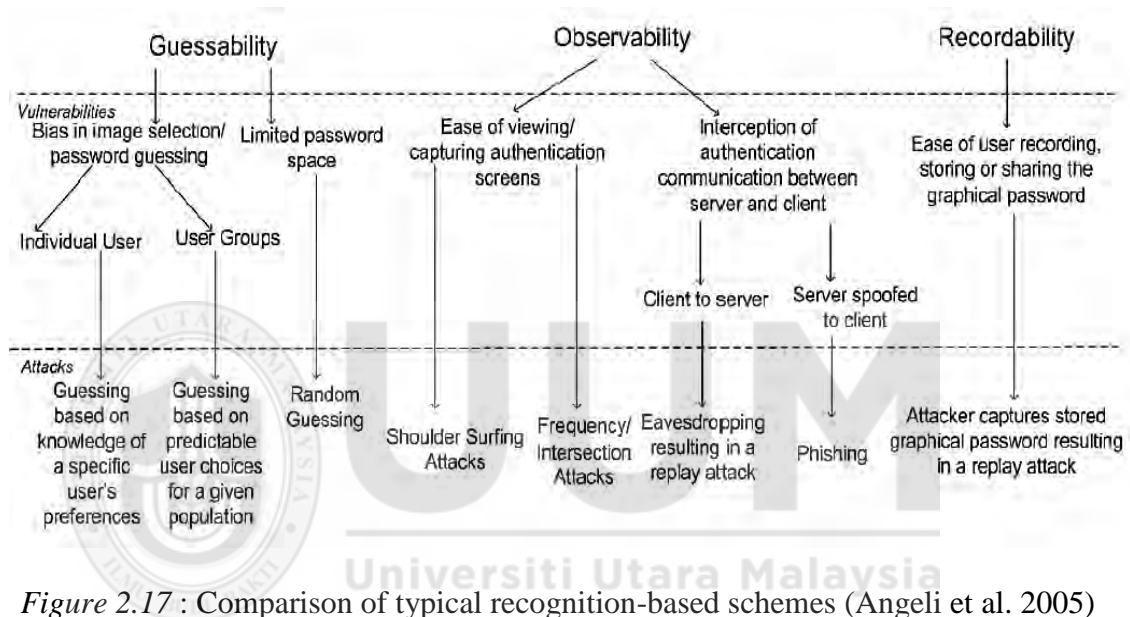 Guessability
Observability
Recordability
Vulnerabilities
Bias in image selection/
password guessing
Limited password
space
Ease of viewing/
capturing authentication
screens
Interception of
authentication
communication between
server and client
Ease of user recording,
storing or sharing the
graphical password
Individual User
User Groups
Client to server
Server spoofed
to client
Attacks
Guessing
based on
knowledge of
a specific
user's
preferences
Guessing
based on
predictable
user choices
for a given
population
Random
Guessing
Shoulder Surfing
Attacks
Frequency/
Intersection
Attacks
Eavesdropping
resulting in a
replay attack
Phishing
Attacker captures stored
graphical password resulting
in a replay attack
UUM
Universiti Utara Malaysia
Figure 2.17 : Comparison of typical recognition-based schemes (Angeli et al. 2005)